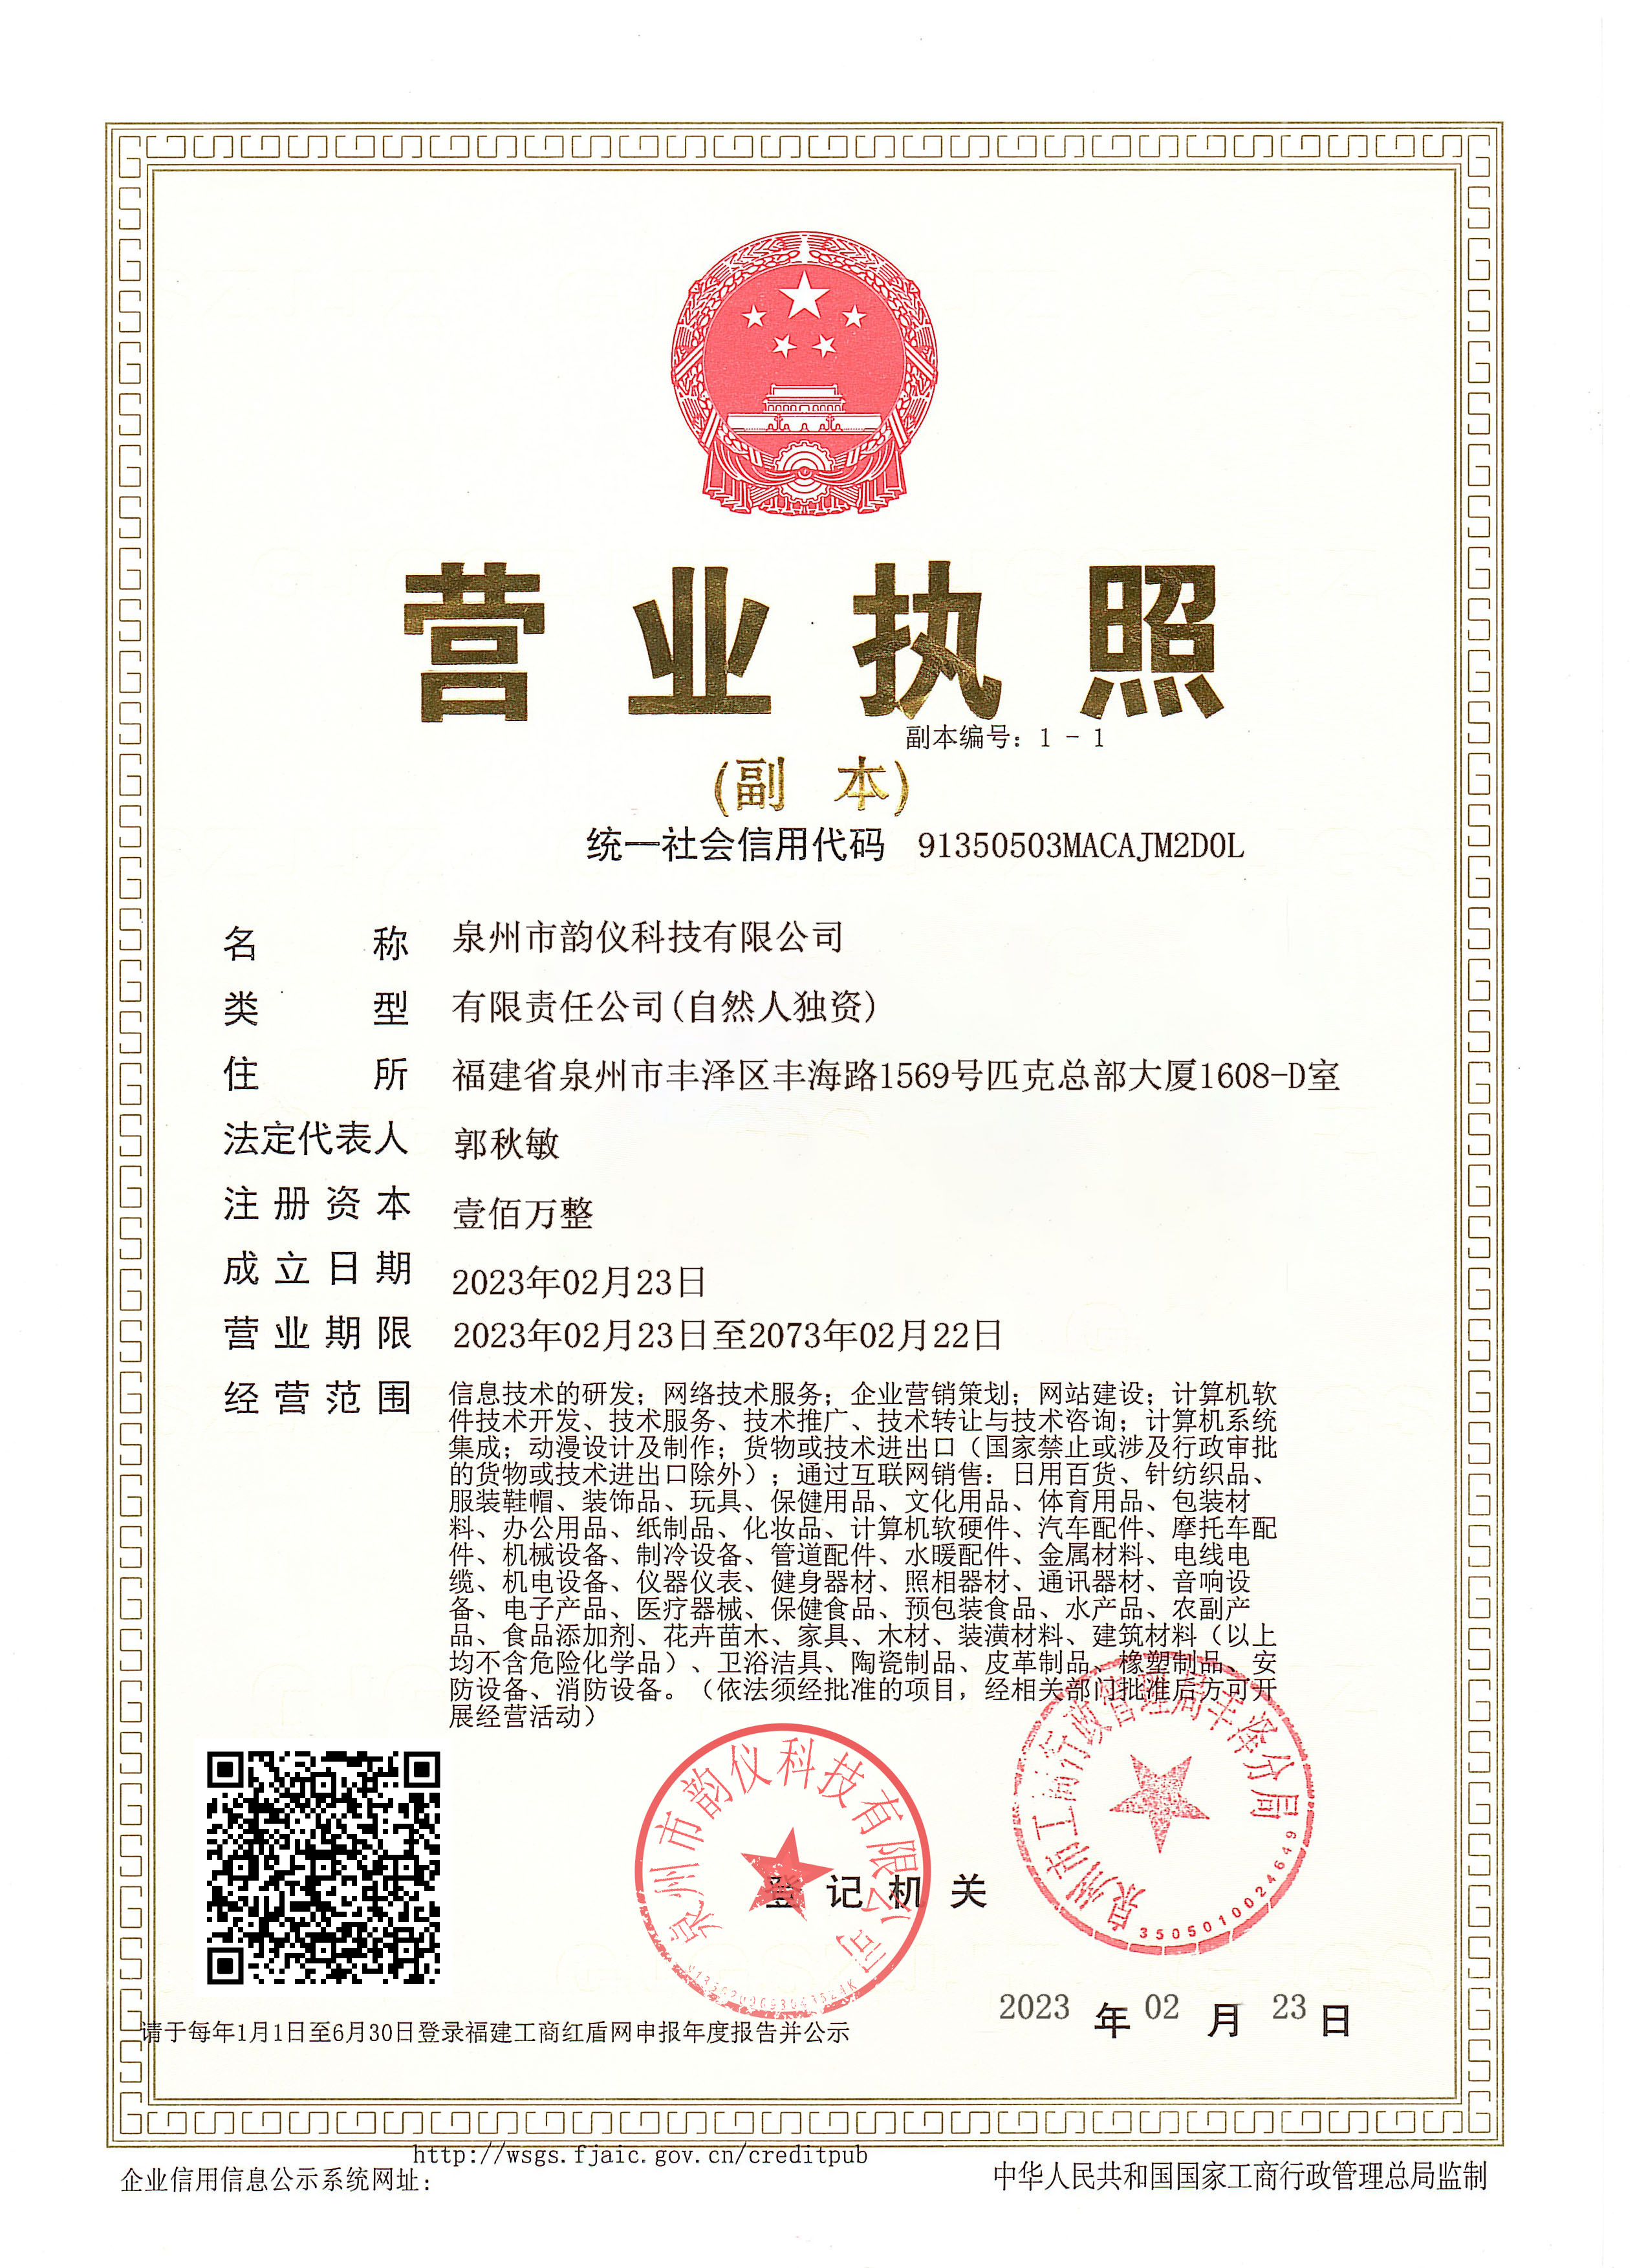 营业执照
副本编号：1 - 1
(副 本)
统一社会信用代码 91350503MACAJM2D0L
名 称 泉州市韵仪科技有限公司
类 型 有限责任公司(自然人独资)
住 所 福建省泉州市丰泽区丰海路1569号匹克总部大厦1608-D室
法定代表人 郭秋敏
注册资本 壹佰万整
成立日期 2023年02月23日
营业期限 2023年02月23日至2073年02月22日
经营范围 信息技术的研发；网络技术服务；企业营销策划；网站建设；计算机软
件技术开发、技术服务、技术推广、技术转让与技术咨询；计算机系统
集成；动漫设计及制作；货物或技术进出口（国家禁止或涉及行政审批
的货物或技术进出口除外）；通过互联网销售：日用百货、针纺织品、
服装鞋帽、装饰品、玩具、保健用品、文化用品、体育用品、包装材
料、办公用品、纸制品、化妆品、计算机软硬件、汽车配件、摩托车配
件、机械设备、制冷设备、管道配件、水暖配件、金属材料、电线电
缆、机电设备、仪器仪表、健身器材、照相器材、通讯器材、音响设
备、电子产品、医疗器械、保健食品、预包装食品、水产品、农副产
品、食品添加剂、花卉苗木、家具、木材、装潢材料、建筑材料（以上
均不含危险化学品）、卫浴洁具、陶瓷制品、皮革制品、橡塑制品、安
防设备、消防设备。（依法须经批准的项目，经相关部门批准后方可开
展经营活动）
泉州市韵仪科技有限公司
泉州市工商行政管理局丰泽分局
3505010024649
登记机关
2023 年 02 月 23 日
请于每年1月1日至6月30日登录福建工商红盾网申报年度报告并公示
http://wsgs.fjaic.gov.cn/creditpub
企业信用信息公示系统网址：
中华人民共和国国家工商行政管理总局监制